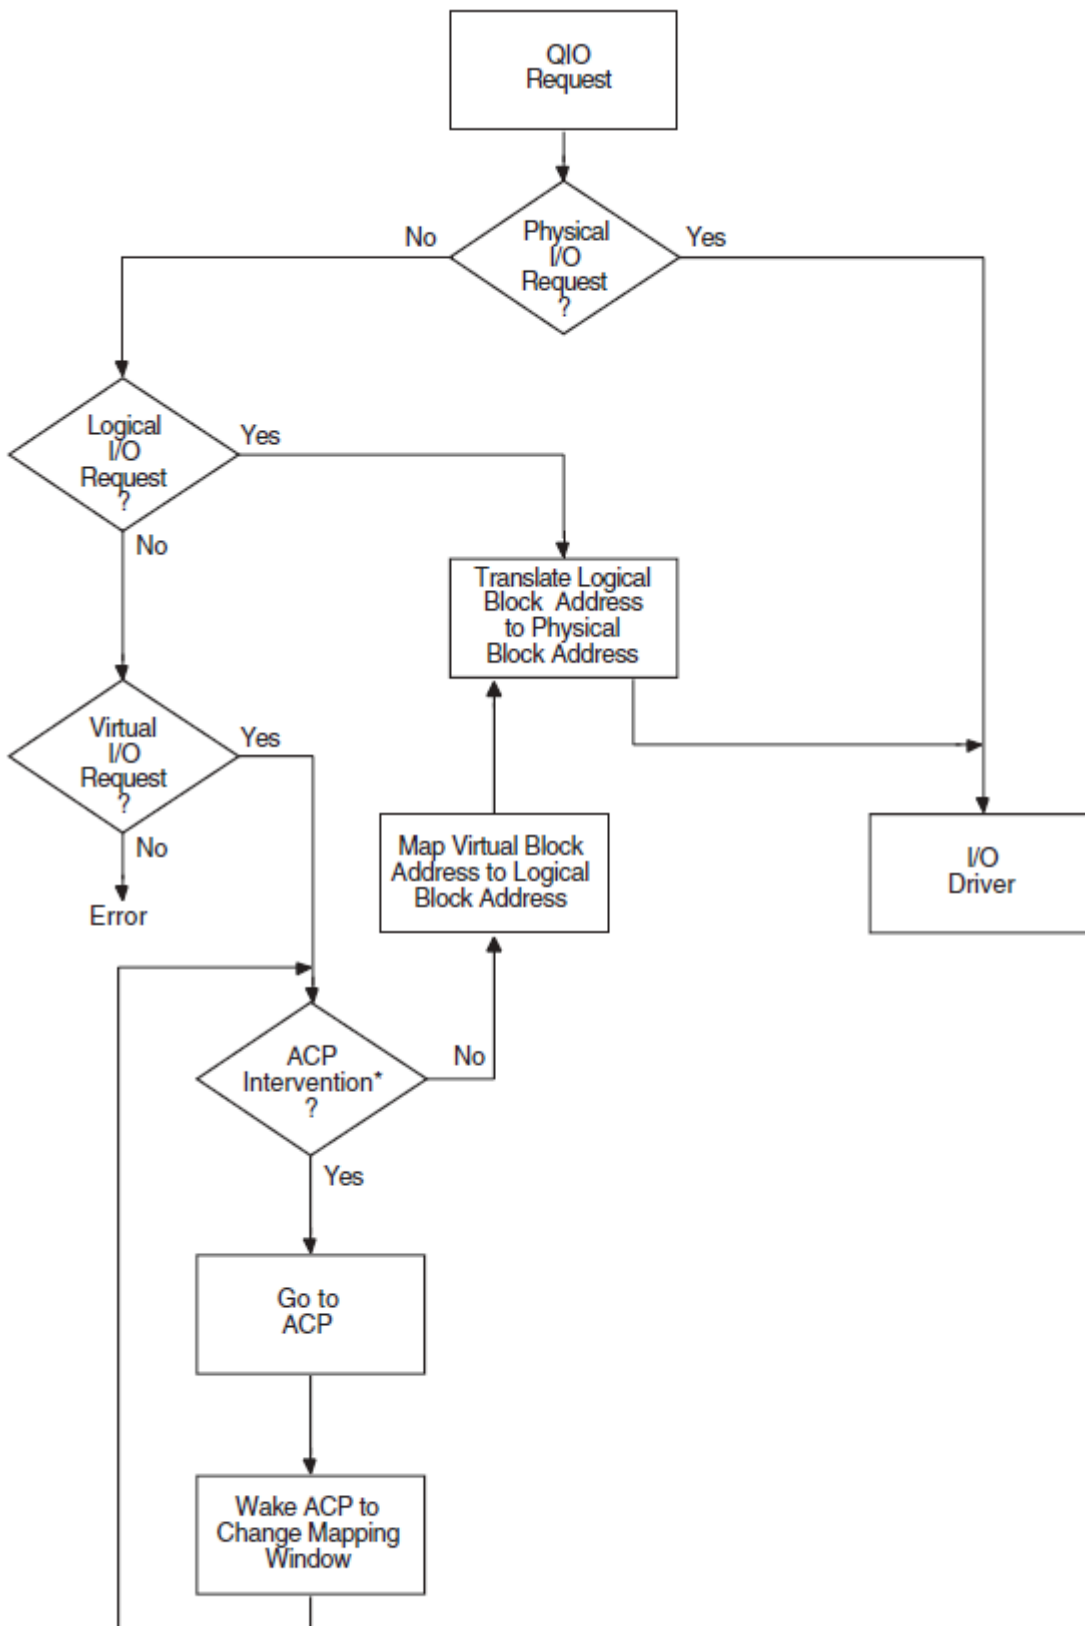 QIO
Request
Physical
I/O
Request
?
No
Yes
Logical
I/O
Request
?
Yes
No
Translate Logical
Block Address
to Physical
Block Address
Virtual
I/O
Request
?
Yes
No
Error
Map Virtual Block
Address to Logical
Block Address
I/O
Driver
ACP
Intervention*
?
No
Yes
Go to
ACP
Wake ACP to
Change Mapping
Window